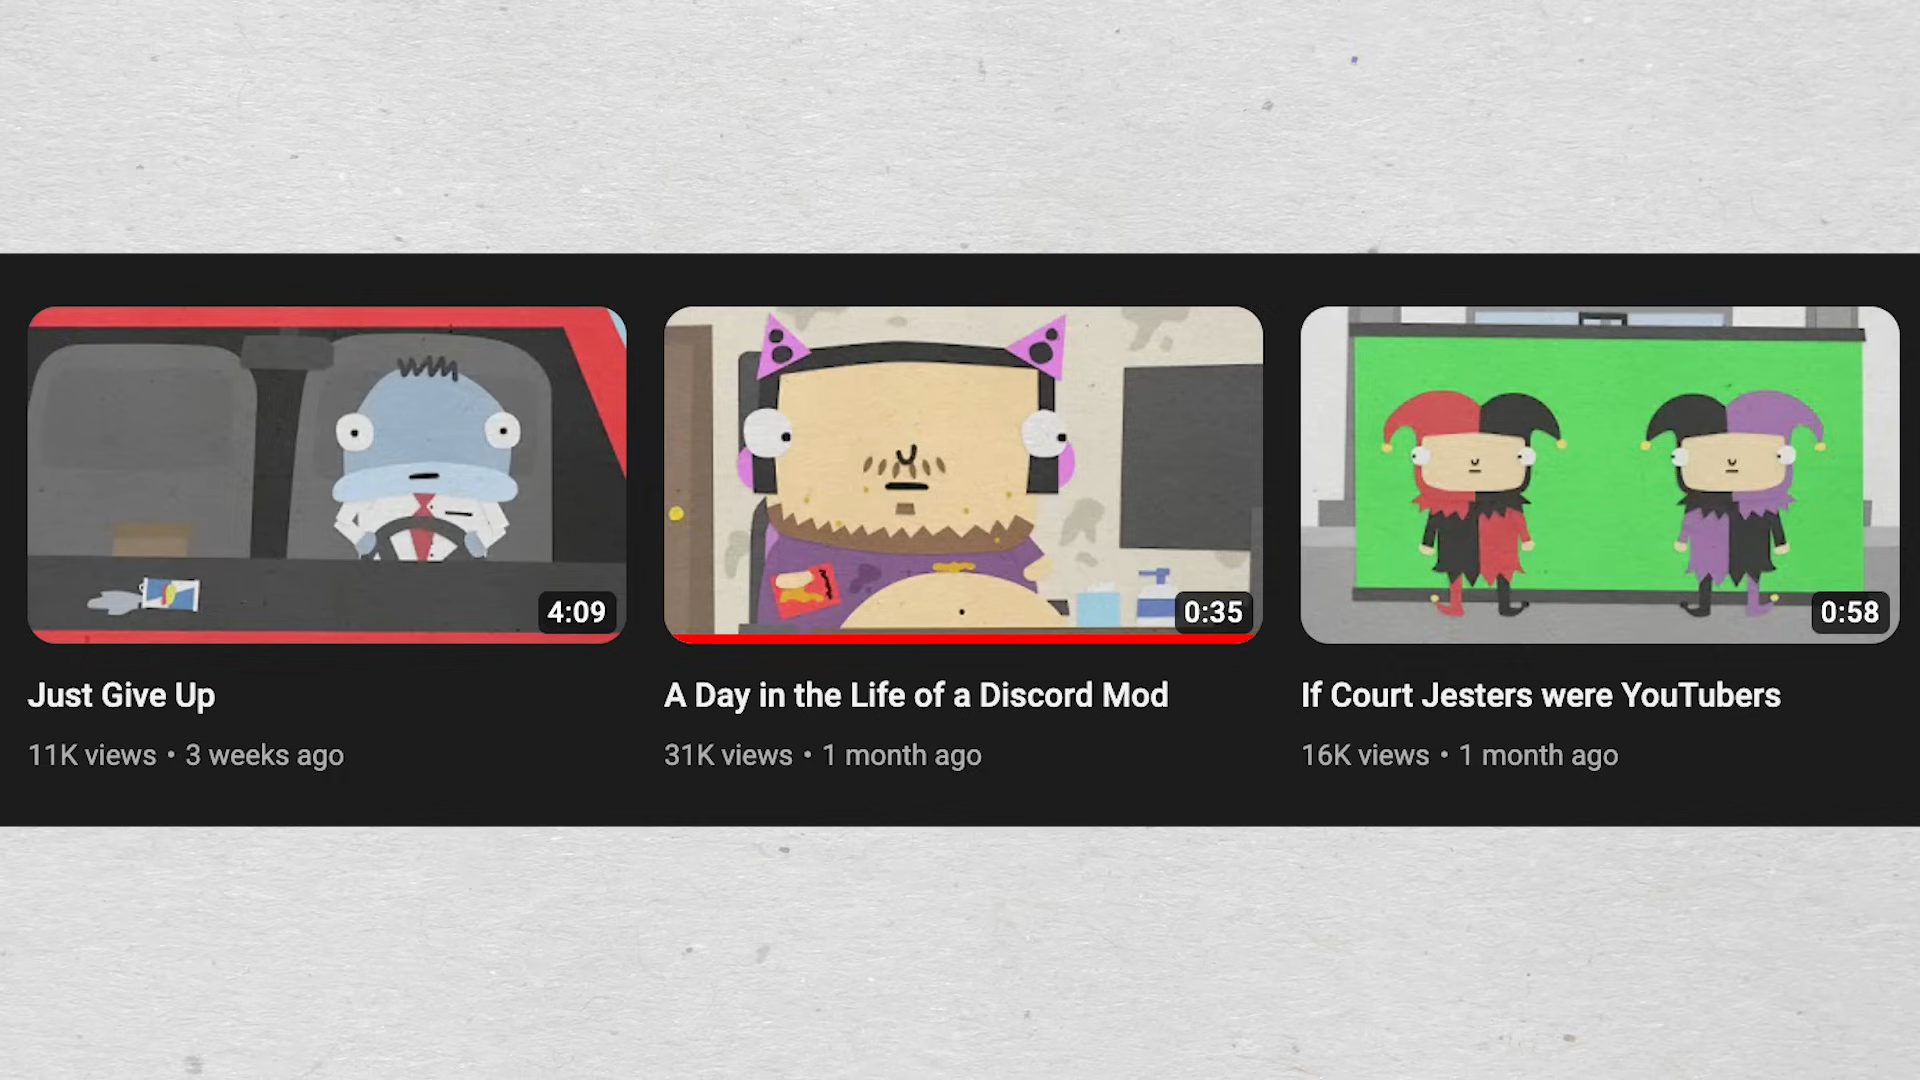 4:09
0:35
0:58
Just Give Up
A Day in the Life of a Discord Mod
If Court Jesters were YouTubers
11K views • 3 weeks ago
31K views • 1 month ago
16K views • 1 month ago